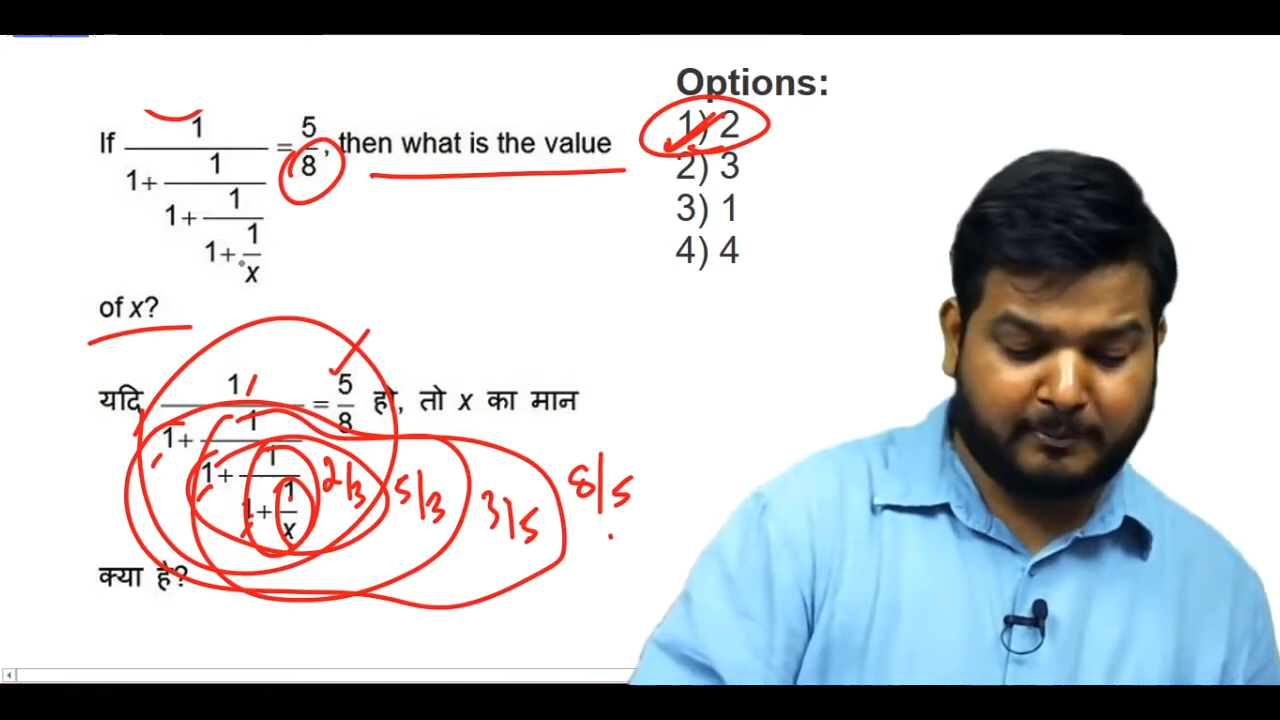 If 1/(1+1/(1+1/(1+1/x))) = 5/8, then what is the value
of x?
यदि 1/(1+1/(1+1/(1+1/x))) = 5/8 हो, तो x का मान
क्या है?
2/3 5/3 3/5 8/5
Options:
1) 2
2) 3
3) 1
4) 4